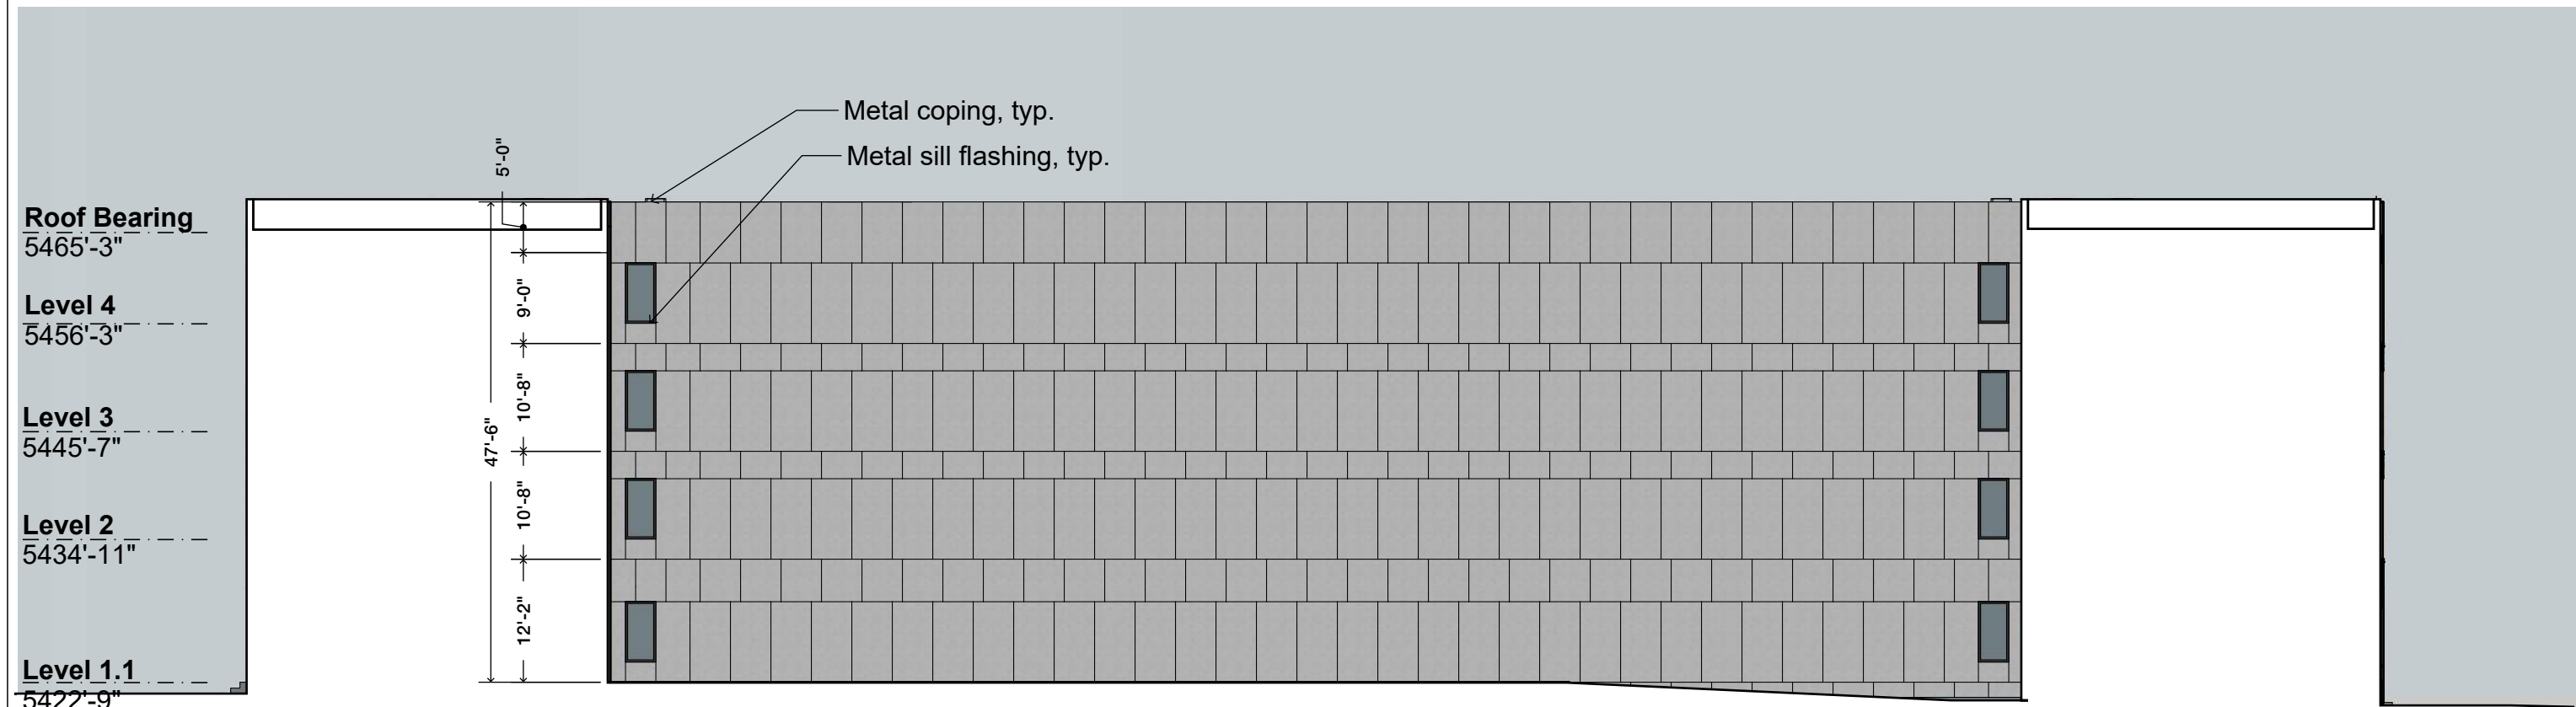 Metal coping, typ.
Metal sill flashing, typ.
5'-0"
Roof Bearing
5465'-3"
9'-0"
Level 4
5456'-3"
10'-8"
Level 3
5445'-7"
47'-6"
10'-8"
Level 2
5434'-11"
12'-2"
Level 1.1
5422'-9"